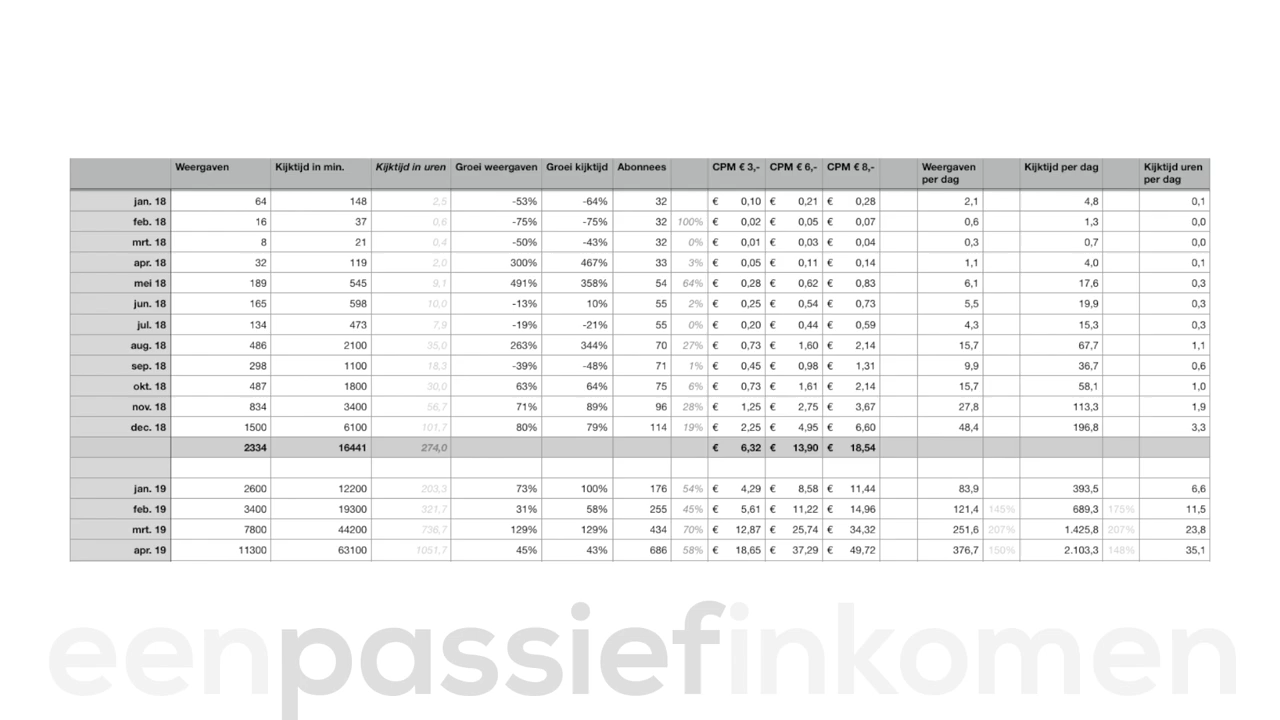 Weergaven Kijktijd in min. Kijktijd in uren Groei weergaven Groei kijktijd Abonnees CPM € 3,- CPM € 6,- CPM € 8,- Weergaven per dag Kijktijd per dag Kijktijd uren per dag
jan. 18 64 148 2,5 -53% -64% 32 € 0,10 € 0,21 € 0,28 2,1 4,8 0,1
feb. 18 16 37 0,6 -75% -75% 32 100% € 0,02 € 0,05 € 0,07 0,6 1,3 0,0
mrt. 18 8 21 0,4 -50% -43% 32 0% € 0,01 € 0,03 € 0,04 0,3 0,7 0,0
apr. 18 32 119 2,0 300% 467% 33 3% € 0,05 € 0,11 € 0,14 1,1 4,0 0,1
mei 18 189 545 9,1 491% 358% 54 64% € 0,28 € 0,62 € 0,83 6,1 17,6 0,3
jun. 18 165 598 10,0 -13% 10% 55 2% € 0,25 € 0,54 € 0,73 5,5 19,9 0,3
jul. 18 134 473 7,9 -19% -21% 55 0% € 0,20 € 0,44 € 0,59 4,3 15,3 0,3
aug. 18 486 2100 35,0 263% 344% 70 27% € 0,73 € 1,60 € 2,14 15,7 67,7 1,1
sep. 18 298 1100 18,3 -39% -48% 71 1% € 0,45 € 0,98 € 1,31 9,9 36,7 0,6
okt. 18 487 1800 30,0 63% 64% 75 6% € 0,73 € 1,61 € 2,14 15,7 58,1 1,0
nov. 18 834 3400 56,7 71% 89% 96 28% € 1,25 € 2,75 € 3,67 27,8 113,3 1,9
dec. 18 1500 6100 101,7 80% 79% 114 19% € 2,25 € 4,95 € 6,60 48,4 196,8 3,3
2334 16441 274,0 € 6,32 € 13,90 € 18,54
jan. 19 2600 12200 203,3 73% 100% 176 54% € 4,29 € 8,58 € 11,44 83,9 393,5 6,6
feb. 19 3400 19300 321,7 31% 58% 255 45% € 5,61 € 11,22 € 14,96 121,4 145% 689,3 175% 11,5
mrt. 19 7800 44200 736,7 129% 129% 434 70% € 12,87 € 25,74 € 34,32 251,6 207% 1.425,8 207% 23,8
apr. 19 11300 63100 1051,7 45% 43% 686 58% € 18,65 € 37,29 € 49,72 376,7 150% 2.103,3 148% 35,1
eenpassiefinkomen